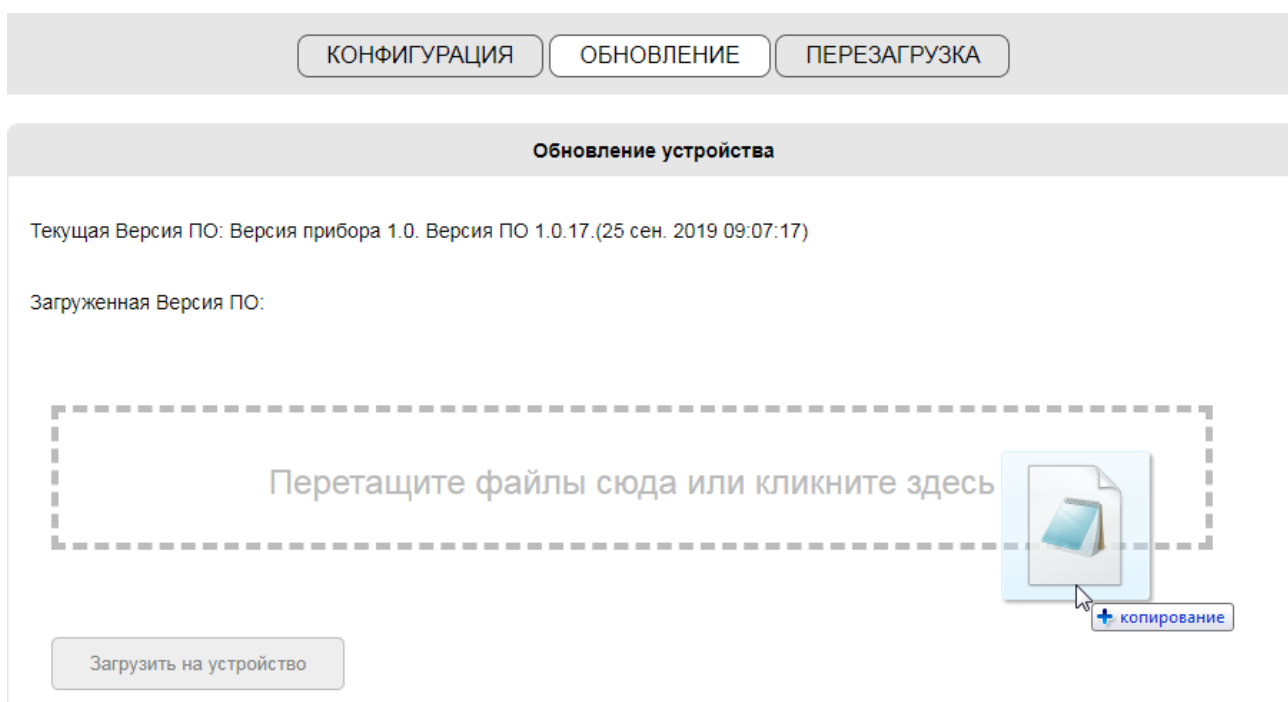 КОНФИГУРАЦИЯ ОБНОВЛЕНИЕ ПЕРЕЗАГРУЗКА
Обновление устройства
Текущая Версия ПО: Версия прибора 1.0. Версия ПО 1.0.17.(25 сен. 2019 09:07:17)
Загруженная Версия ПО:
Перетащите файлы сюда или кликните здесь
копирование
Загрузить на устройство